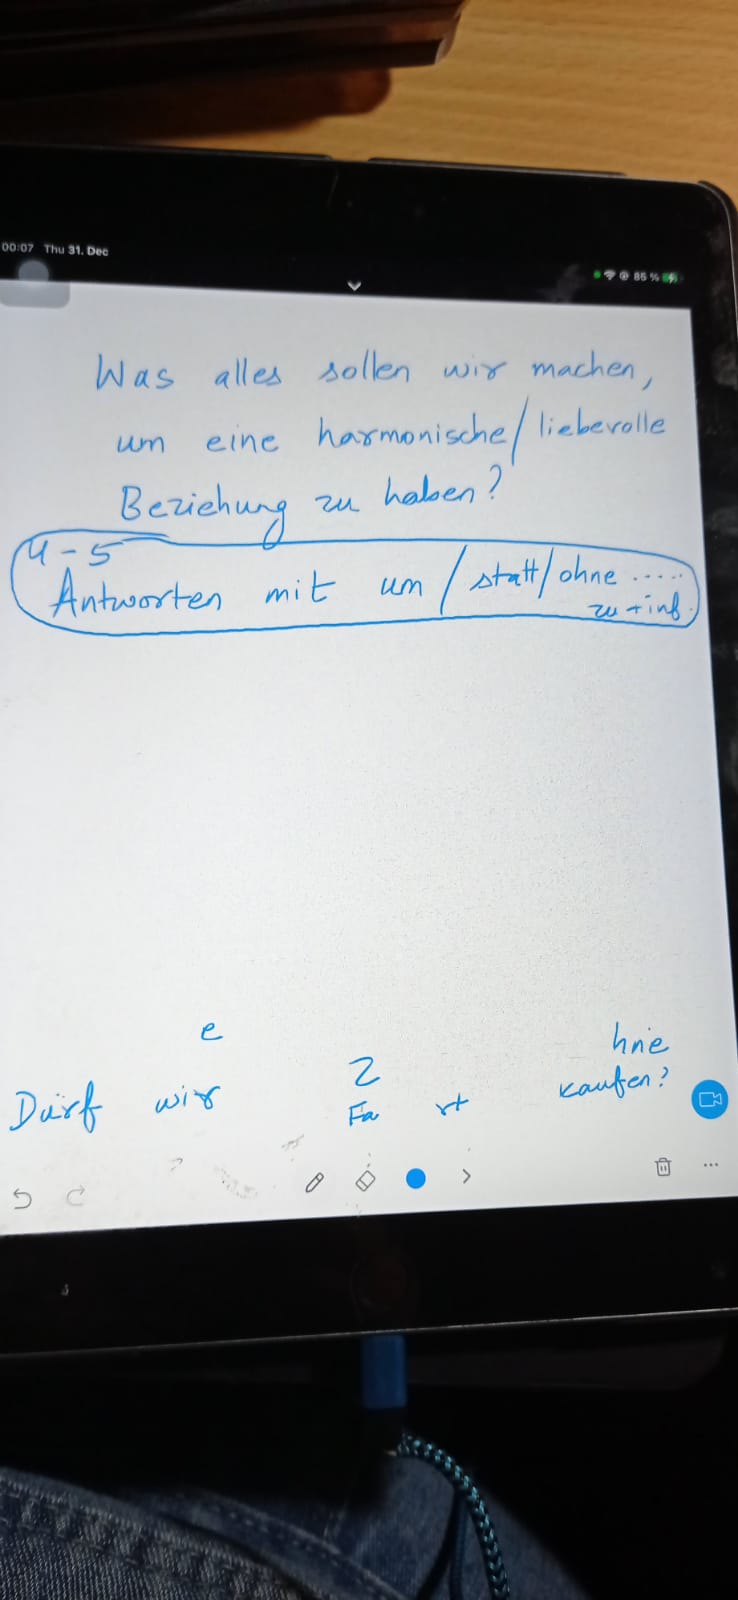 00:07 Thu 31. Dec
85 %
Was alles sollen wir machen,
um eine harmonische/liebevolle
Beziehung zu haben?
4-5
Antworten mit um / statt/ohne .....
zu + inf.
e
hne
2
Dürf wir Fa rt kaufen?